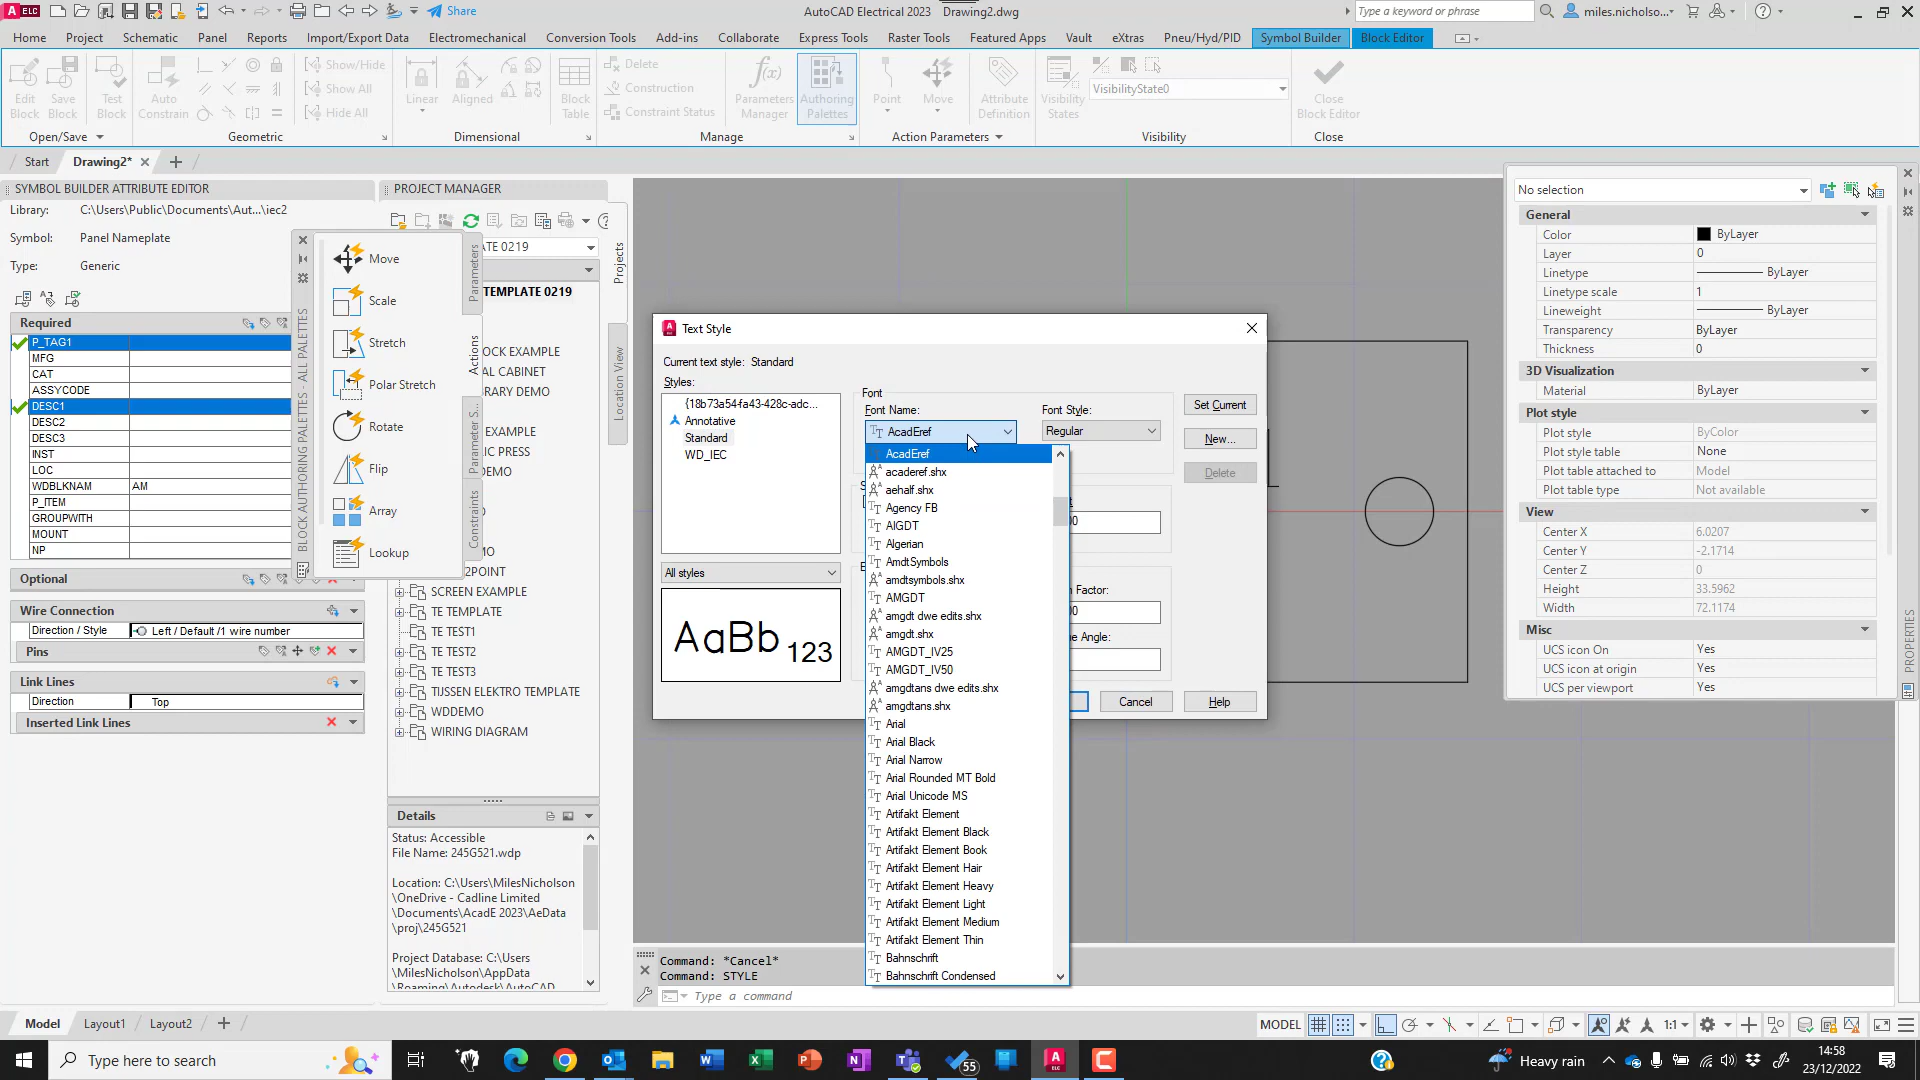 A ELC
Share
AutoCAD Electrical 2023 Drawing2.dwg
Type a keyword or phrase
miles.nicholso...
Home Project Schematic Panel Reports Import/Export Data Electromechanical Conversion Tools Add-ins Collaborate Express Tools Raster Tools Featured Apps Vault eXtras Pneu/Hyd/PID Symbol Builder Block Editor
Edit Block
Save Block
Test Block
Auto Constrain
Show/Hide
Show All
Hide All
Linear
Aligned
Block Table
Delete
Construction
Constraint Status
f(x)
Parameters Manager
Authoring Palettes
Point
Move
Attribute Definition
Visibility States
VisibilityState0
Close Block Editor
Open/Save
Geometric
Dimensional
Manage
Action Parameters
Visibility
Close
Start
Drawing2*
SYMBOL BUILDER ATTRIBUTE EDITOR
Library: C:\Users\Public\Documents\Aut...\iec2
Symbol: Panel Nameplate
Type: Generic
Required
P_TAG1
MFG
CAT
ASSYCODE
DESC1
DESC2
DESC3
INST
LOC
WDBLKNAM AM
P_ITEM
GROUPWITH
MOUNT
NP
Optional
Wire Connection
Direction / Style Left / Default /1 wire number
Pins
Link Lines
Direction Top
Inserted Link Lines
BLOCK AUTHORING PALETTES - ALL PALETTES
Move
Scale
Stretch
Polar Stretch
Rotate
Flip
Array
Lookup
Parameters
Actions
Parameter S...
Constraints
PROJECT MANAGER
ATE 0219
TEMPLATE 0219
OCK EXAMPLE
AL CABINET
RARY DEMO
EXAMPLE
IC PRESS
EMO
MO
2POINT
SCREEN EXAMPLE
TE TEMPLATE
TE TEST1
TE TEST2
TE TEST3
TIJSSEN ELEKTRO TEMPLATE
WDDEMO
WIRING DIAGRAM
Projects
Location View
Details
Status: Accessible
File Name: 245G521.wdp
Location: C:\Users\MilesNicholson
\OneDrive - Cadline Limited
\Documents\AcadE 2023\AeData
\proj\245G521
Project Database: C:\Users
\MilesNicholson\AppData
\Roaming\Autodesk\AutoCAD
Text Style
Current text style: Standard
Styles:
{18b73a54-fa43-428c-adc...
Annotative
Standard
WD_IEC
All styles
AaBb 123
Font
Font Name:
AcadEref
Font Style:
Regular
Set Current
New...
Delete
Cancel
Help
AcadEref
acaderef.shx
aehalf.shx
Agency FB
AIGDT
Algerian
AmdtSymbols
amdtsymbols.shx
AMGDT
amgdt dwe edits.shx
amgdt.shx
AMGDT_IV25
AMGDT_IV50
amgdtans dwe edits.shx
amgdtans.shx
Arial
Arial Black
Arial Narrow
Arial Rounded MT Bold
Arial Unicode MS
Artifakt Element
Artifakt Element Black
Artifakt Element Book
Artifakt Element Hair
Artifakt Element Heavy
Artifakt Element Light
Artifakt Element Medium
Artifakt Element Thin
Bahnschrift
Bahnschrift Condensed
Factor:
Angle:
Command: *Cancel*
Command: STYLE
Type a command
No selection
General
Color ByLayer
Layer 0
Linetype ByLayer
Linetype scale 1
Lineweight ByLayer
Transparency ByLayer
Thickness 0
3D Visualization
Material ByLayer
Plot style
Plot style ByColor
Plot style table None
Plot table attached to Model
Plot table type Not available
View
Center X 6.0207
Center Y -2.1714
Center Z 0
Height 33.5962
Width 72.1174
Misc
UCS icon On Yes
UCS icon at origin Yes
UCS per viewport Yes
PROPERTIES
Model Layout1 Layout2
MODEL
1:1
Type here to search
55
Heavy rain
14:58
23/12/2022